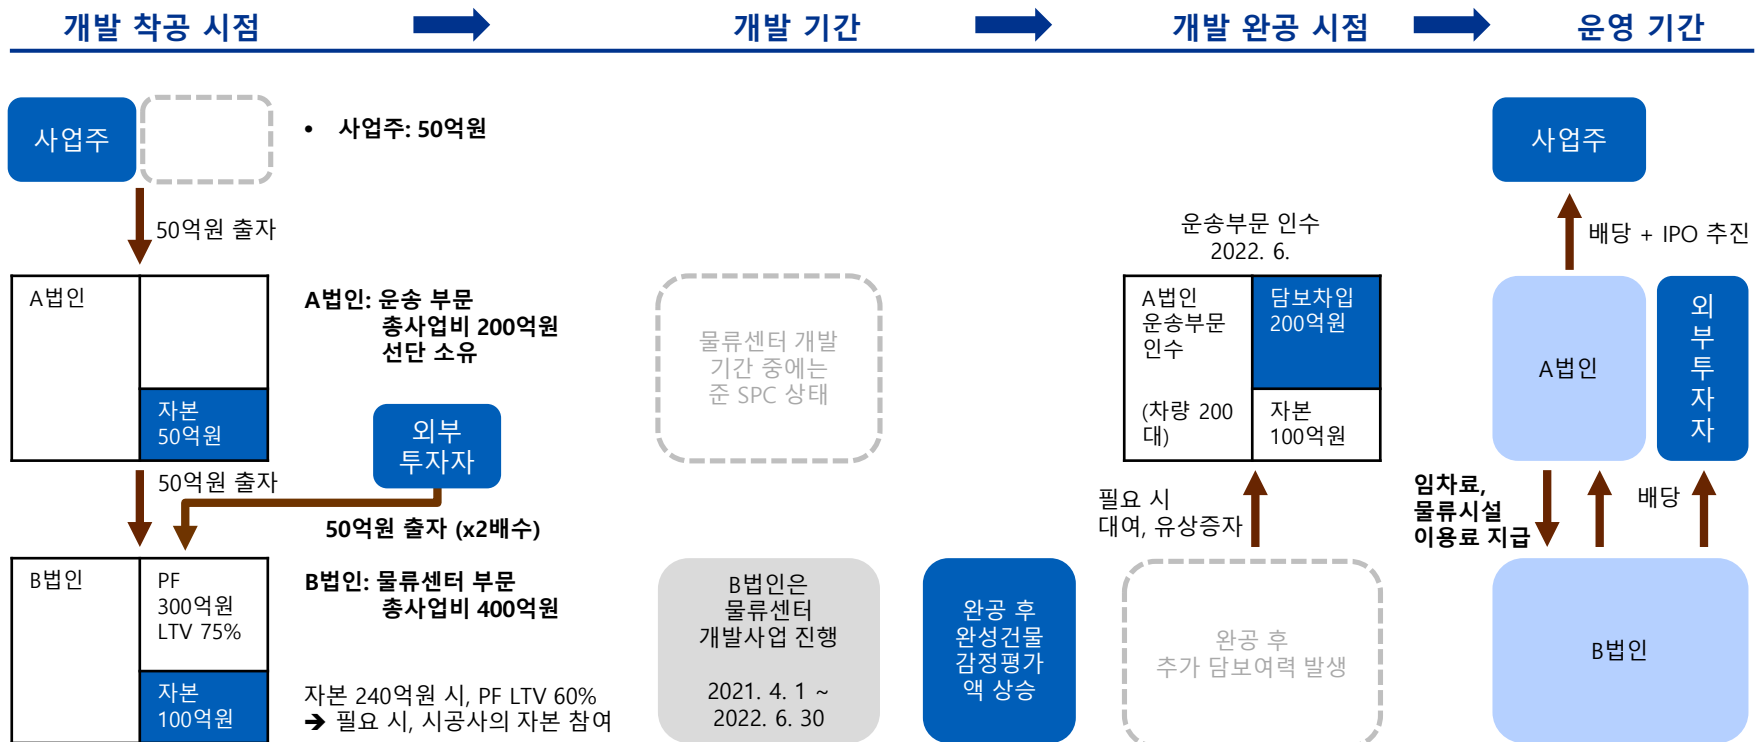 개발 착공 시점
개발 기간
개발 완공 시점
운영 기간
사업주
• 사업주: 50억원
50억원 출자
A법인
자본
50억원
A법인: 운송 부문
총사업비 200억원
선단 소유
50억원 출자
외부
투자자
50억원 출자 (x2배수)
B법인
PF
300억원
LTV 75%
자본
100억원
B법인: 물류센터 부문
총사업비 400억원
자본 240억원 시, PF LTV 60%
➔ 필요 시, 시공사의 자본 참여
물류센터 개발
기간 중에는
준 SPC 상태
B법인은
물류센터
개발사업 진행
2021. 4. 1 ~
2022. 6. 30
완공 후
완성건물
감정평가
액 상승
운송부문 인수
2022. 6.
A법인
운송부문
인수
(차량 200
대)
담보차입
200억원
자본
100억원
필요 시
대여, 유상증자
완공 후
추가 담보여력 발생
사업주
배당 + IPO 추진
A법인
외
부
투
자
자
임차료,
물류시설
이용료 지급
배당
B법인